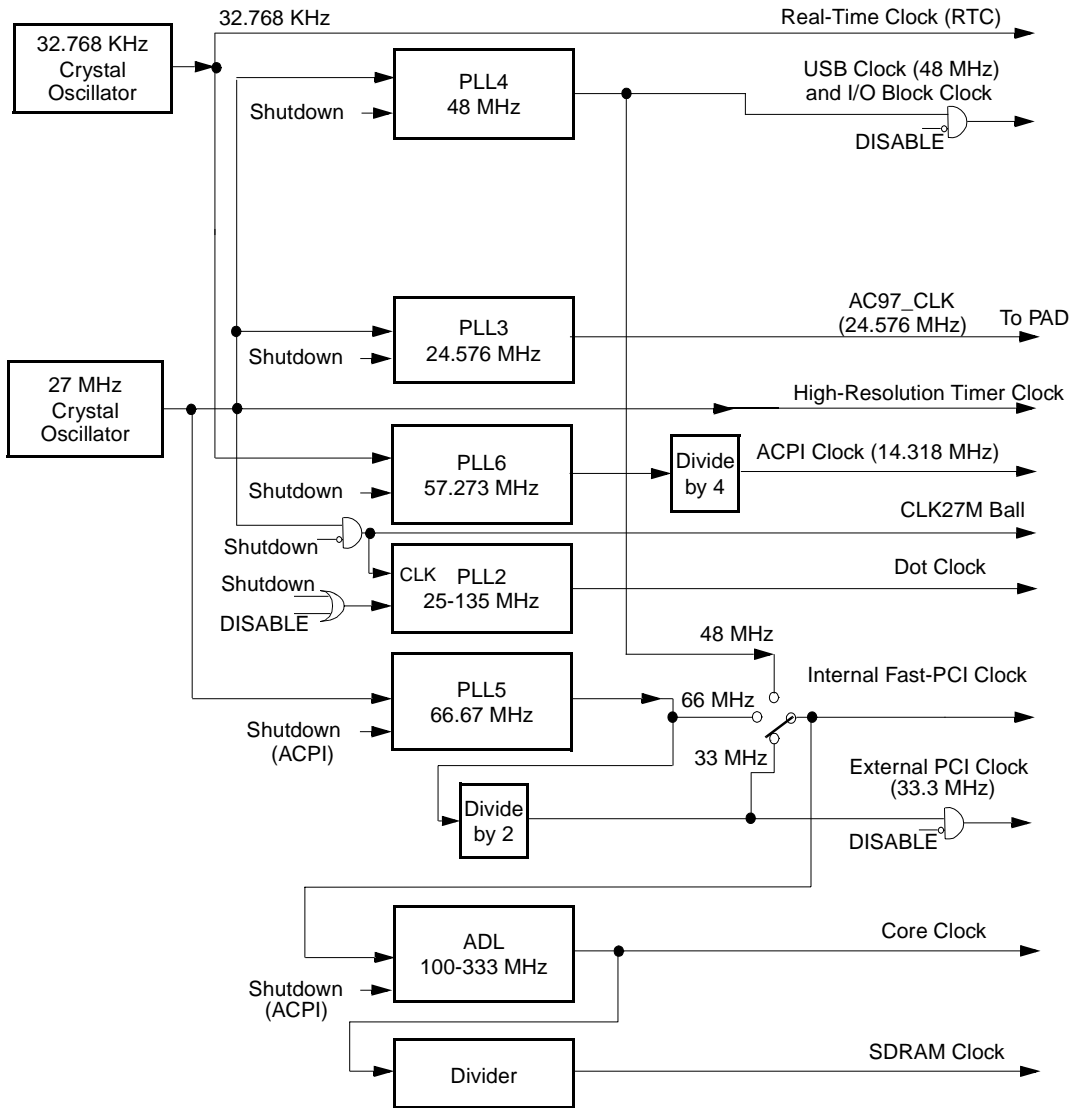 32.768 KHz
Real-Time Clock (RTC)
32.768 KHz
Crystal
Oscillator
PLL4
48 MHz
Shutdown
USB Clock (48 MHz)
and I/O Block Clock
DISABLE
PLL3
24.576 MHz
Shutdown
AC97_CLK
(24.576 MHz)
To PAD
27 MHz
Crystal
Oscillator
High-Resolution Timer Clock
PLL6
57.273 MHz
Shutdown
Divide
by 4
ACPI Clock (14.318 MHz)
CLK27M Ball
Shutdown
CLK PLL2
25-135 MHz
Shutdown
DISABLE
Dot Clock
48 MHz
PLL5
66.67 MHz
Shutdown
(ACPI)
66 MHz
33 MHz
Internal Fast-PCI Clock
Divide
by 2
External PCI Clock
(33.3 MHz)
DISABLE
ADL
100-333 MHz
Shutdown
(ACPI)
Core Clock
Divider
SDRAM Clock